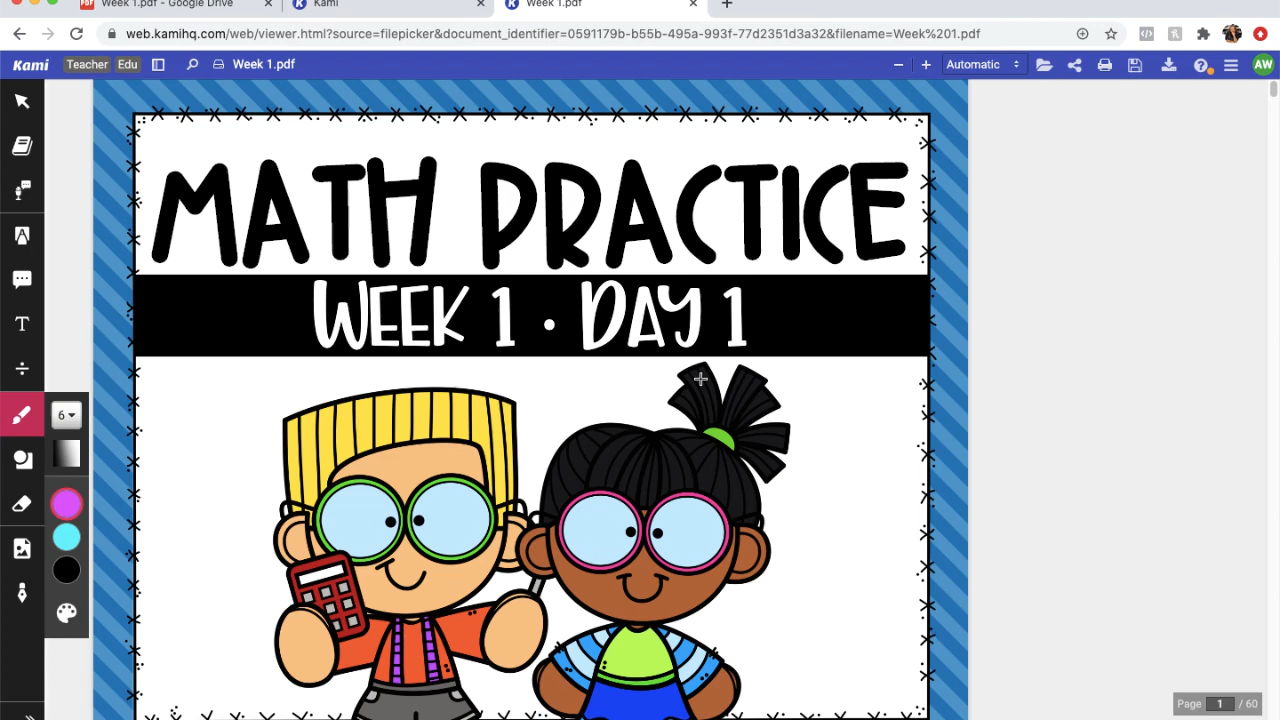 Week 1.pdf - Google Drive
Kami
Week 1.pdf
web.kamihq.com/web/viewer.html?source=filepicker&document_identifier=0591179b-b55b-495a-993f-77d2351d3a32&filename=Week%201.pdf
Kami Teacher Edu Week 1.pdf Automatic AW
MATH PRACTICE
WEEK 1 · DAY 1
6
Page 1 / 60